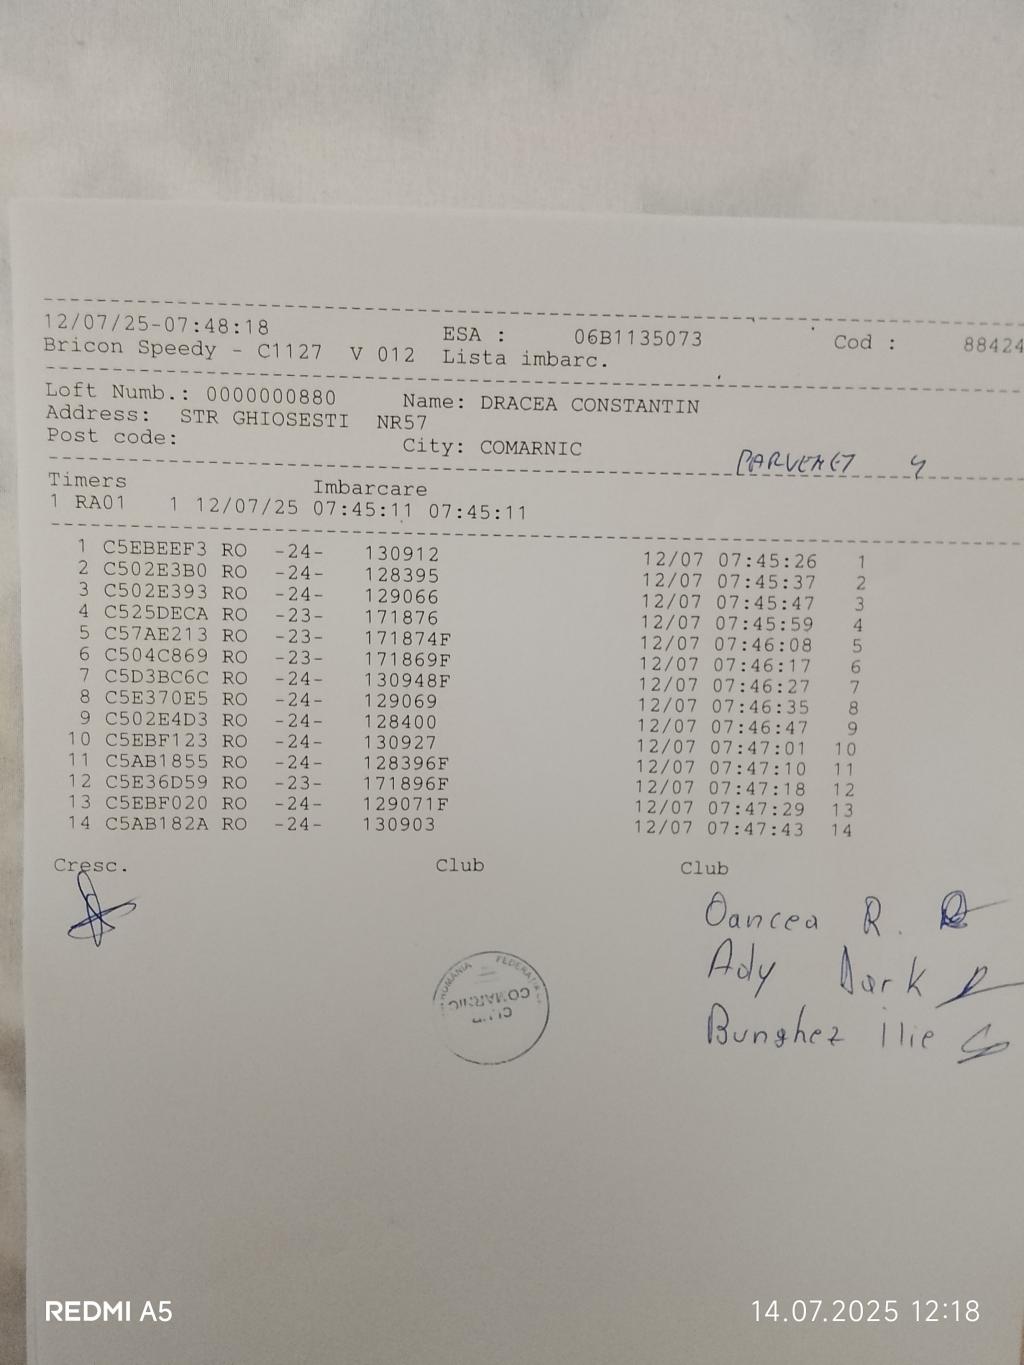 12/07/25-07:48:18 ESA : 06B1135073 Cod : 88424
Bricon Speedy - C1127 V 012 Lista imbarc.
Loft Numb.: 0000000880 Name: DRACEA CONSTANTIN
Address: STR GHIOSESTI NR57
Post code: City: COMARNIC
Timers Imbarcare
1 RA01 1 12/07/25 07:45:11 07:45:11
1 C5EBEEF3 RO -24- 130912 12/07 07:45:26 1
2 C502E3B0 RO -24- 128395 12/07 07:45:37 2
3 C502E393 RO -24- 129066 12/07 07:45:47 3
4 C525DECA RO -23- 171876 12/07 07:45:59 4
5 C57AE213 RO -23- 171874F 12/07 07:46:08 5
6 C504C869 RO -23- 171869F 12/07 07:46:17 6
7 C5D3BC6C RO -24- 130948F 12/07 07:46:27 7
8 C5E370E5 RO -24- 129069 12/07 07:46:35 8
9 C502E4D3 RO -24- 128400 12/07 07:46:47 9
10 C5EBF123 RO -24- 130927 12/07 07:47:01 10
11 C5AB1855 RO -24- 128396F 12/07 07:47:10 11
12 C5E36D59 RO -23- 171896F 12/07 07:47:18 12
13 C5EBF020 RO -24- 129071F 12/07 07:47:29 13
14 C5AB182A RO -24- 130903 12/07 07:47:43 14
Cresc. Club Club
Oancea R.
Ady Dark
Bunghez Ilie
CLUB
COMARNIC
REDMI A5
14.07.2025 12:18